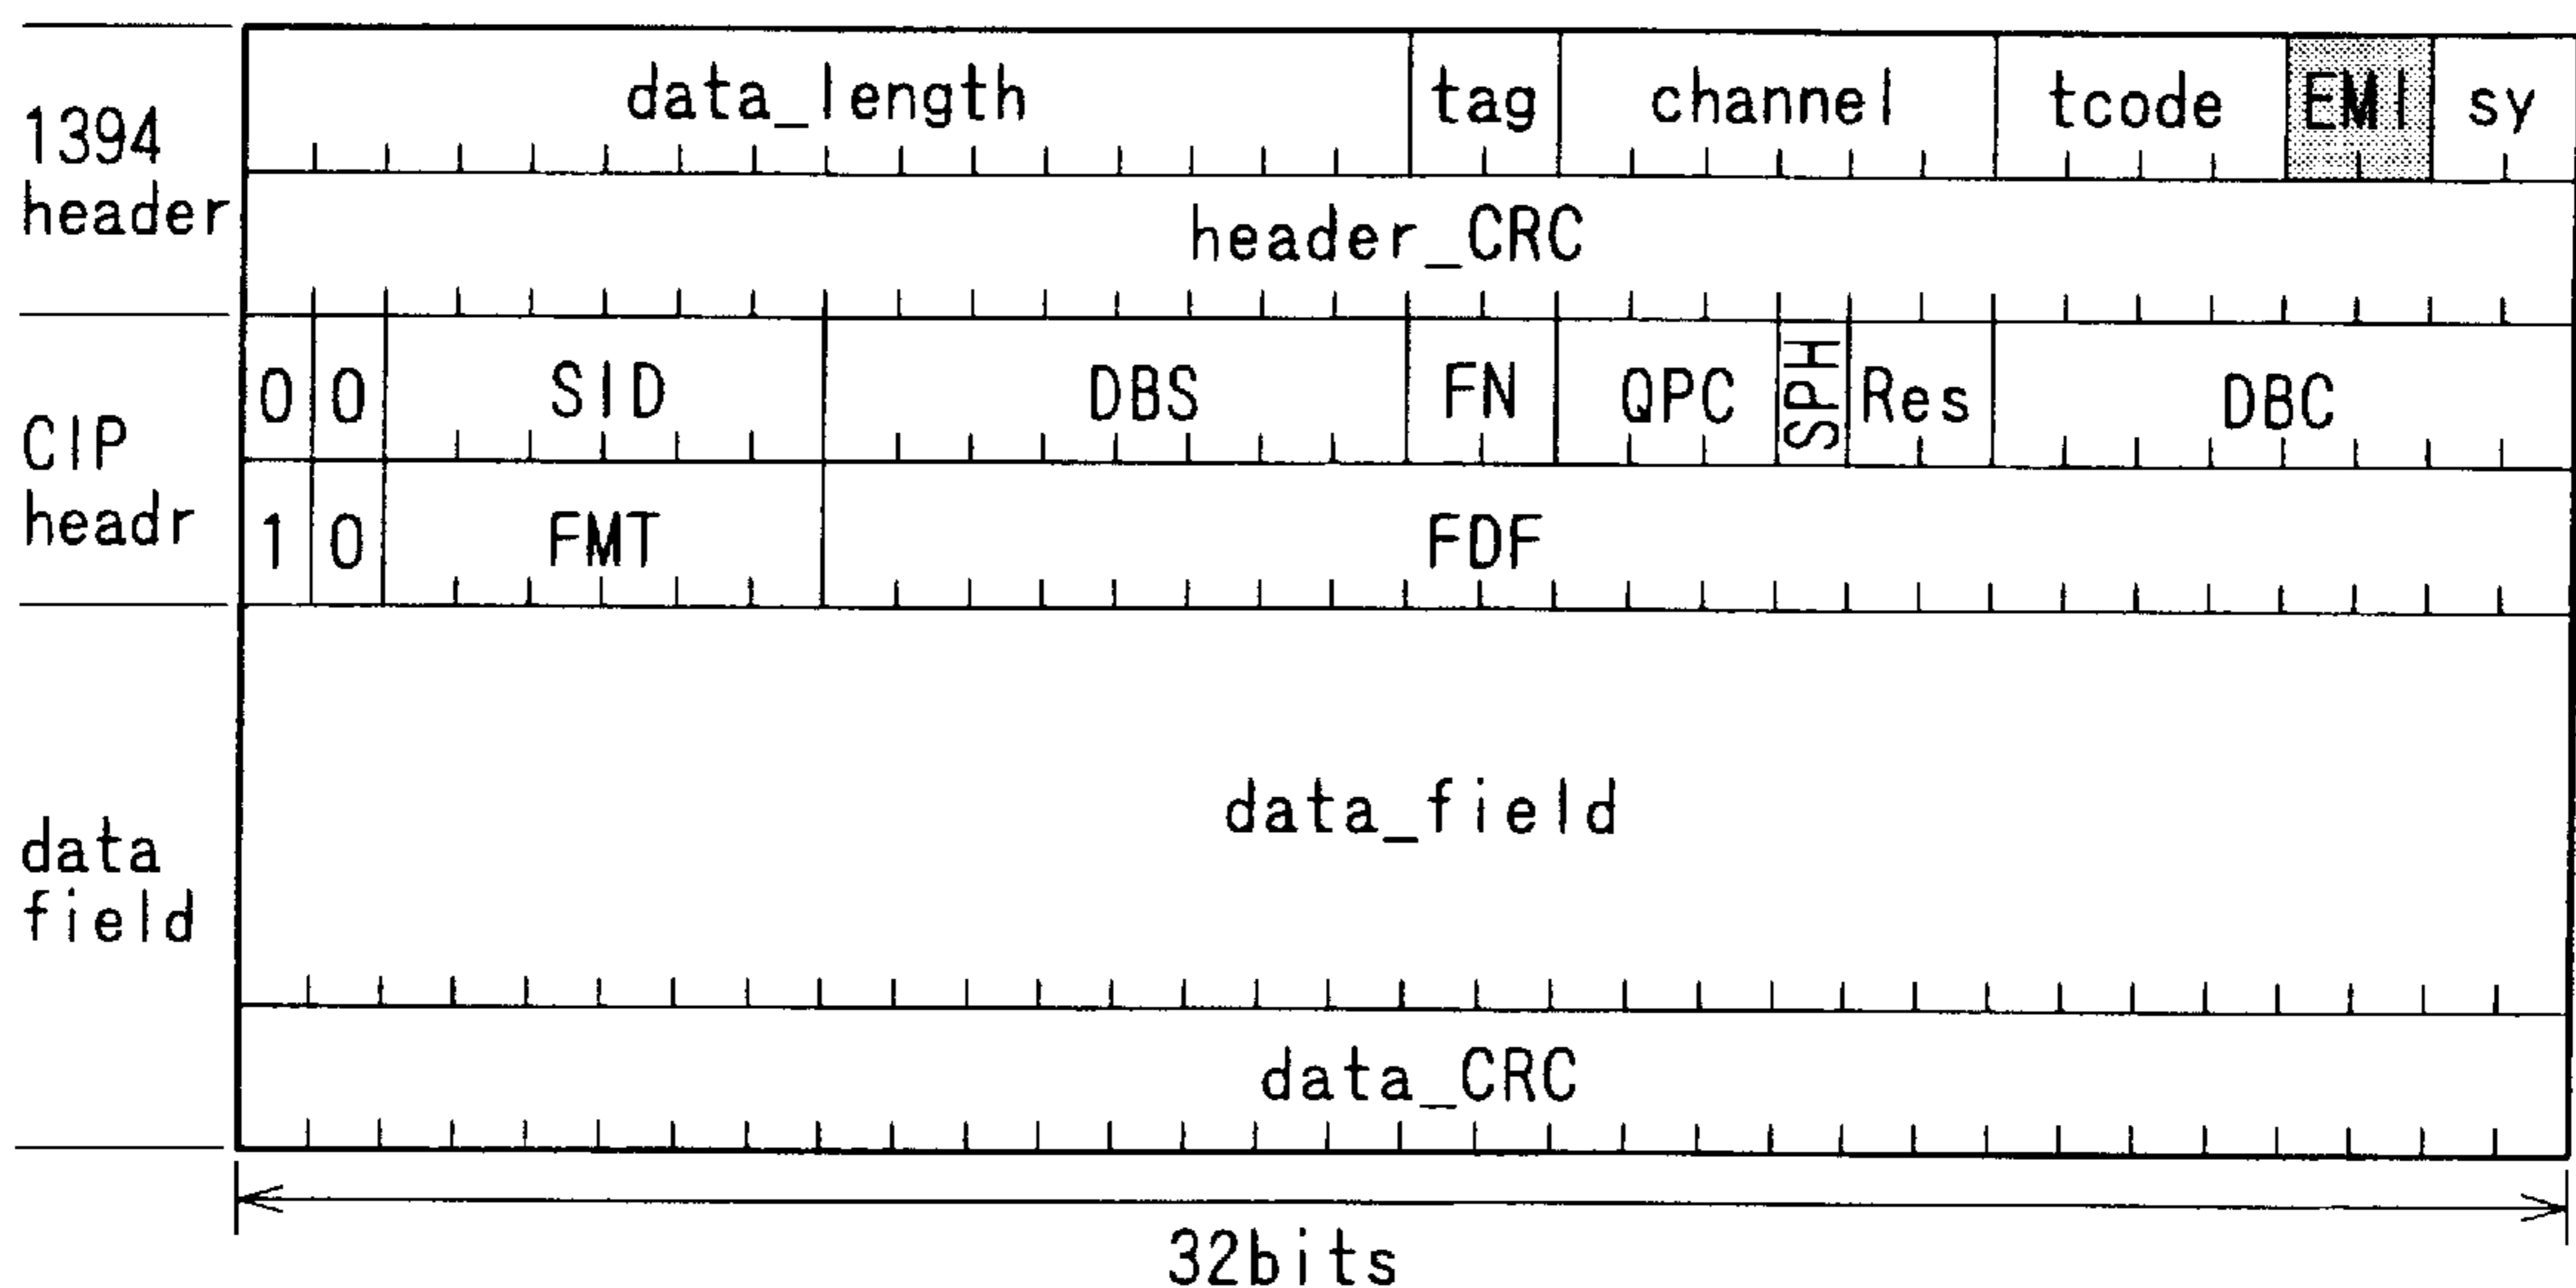 data_length tag channel tcode EMI sy
1394
header
header_CRC
0 0 SID DBS FN QPC SPH Res DBC
CIP
headr
1 0 FMT FDF
data_field
data
field
data_CRC
32bits